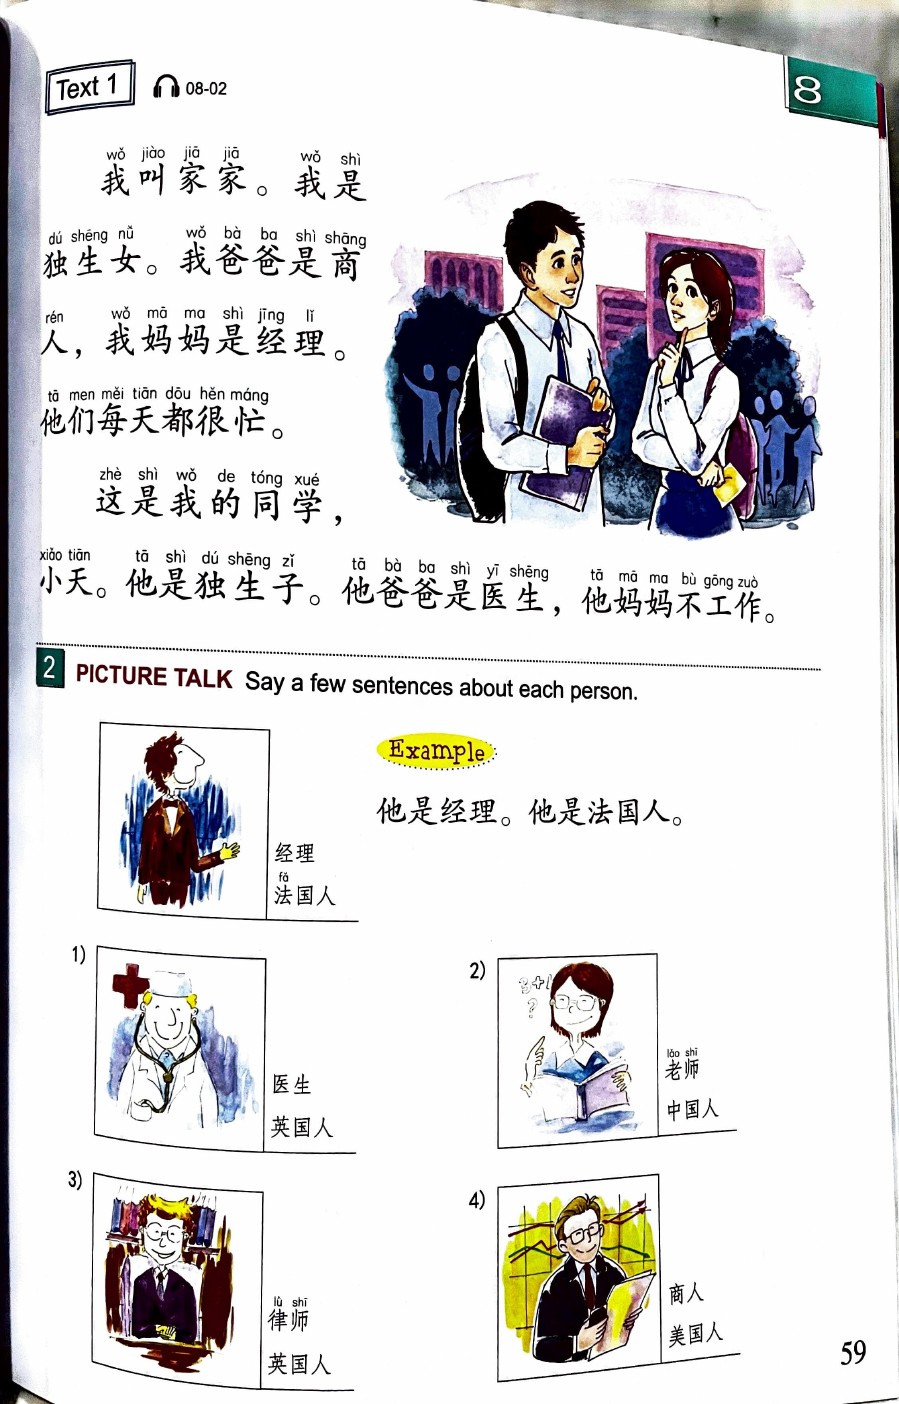 Text 1 08-02
8
wǒ jiào jiā jiā wǒ shì
我叫家家。我是
dú shēng nǚ wǒ bà ba shì shāng
独生女。我爸爸是商
rén wǒ mā ma shì jīng lǐ
人，我妈妈是经理。
tā men měi tiān dōu hěn máng
他们每天都很忙。
zhè shì wǒ de tóng xué
这是我的同学，
xiǎo tiān tā shì dú shēng zǐ tā bà ba shì yī shēng tā mā ma bù gōng zuò
小天。他是独生子。他爸爸是医生，他妈妈不工作。
2 PICTURE TALK Say a few sentences about each person.
Example
他是经理。他是法国人。
经理
fǎ
法国人
1)
医生
英国人
2)
3+1
?
lǎo shī
老师
中国人
3)
lǜ shī
律师
英国人
4)
商人
美国人
59